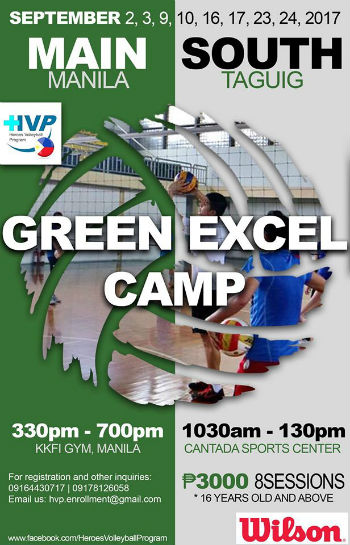 SEPTEMBER 2, 3, 9, 10, 16, 17, 23, 24, 2017
MAIN
MANILA
SOUTH
TAGUIG
HVP
Heroes Volleyball
Program
GREEN EXCEL
CAMP
330pm - 700pm
KKFI GYM, MANILA
1030am - 130pm
CANTADA SPORTS CENTER
For registration and other inquiries:
09164430717 | 09178126058
Email us: hvp.enrollment@gmail.com
₱3000 8SESSIONS
* 16 YEARS OLD AND ABOVE
www.facebook.com/HeroesVolleyballProgram
Wilson.